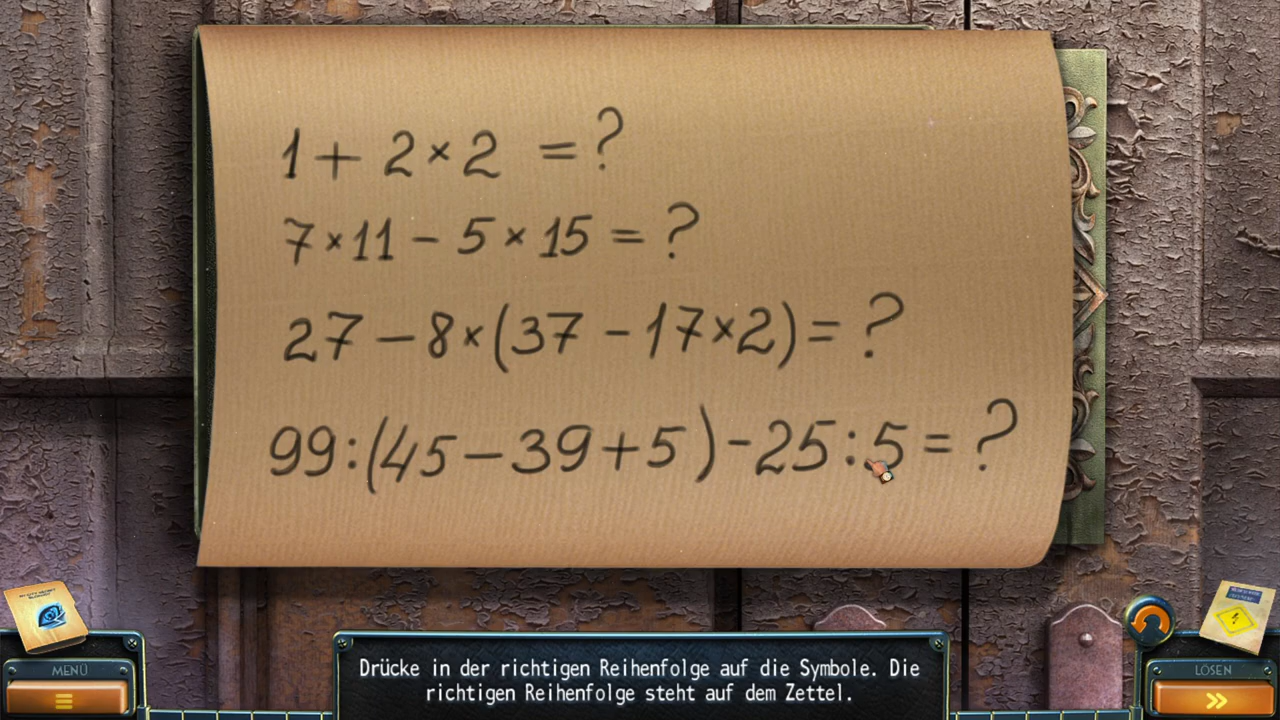 1 + 2 × 2 = ?
7 × 11 – 5 × 15 = ?
27 – 8 × (37 – 17 × 2) = ?
99 : (45 – 39 + 5) – 25 : 5 = ?
MENÜ
Drücke in der richtigen Reihenfolge auf die Symbole. Die
richtigen Reihenfolge steht auf dem Zettel.
LÖSEN